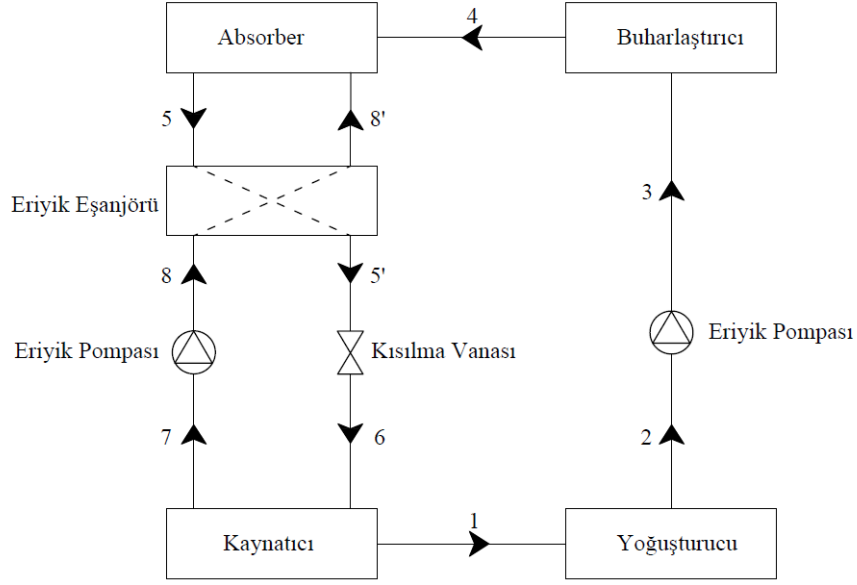 4
Absorber
Buharlaştırıcı
5
8'
Eriyik Eşanjörü
3
8
5'
Eriyik Pompası
Kısılma Vanası
Eriyik Pompası
7
6
2
1
Kaynatıcı
Yoğuşturucu